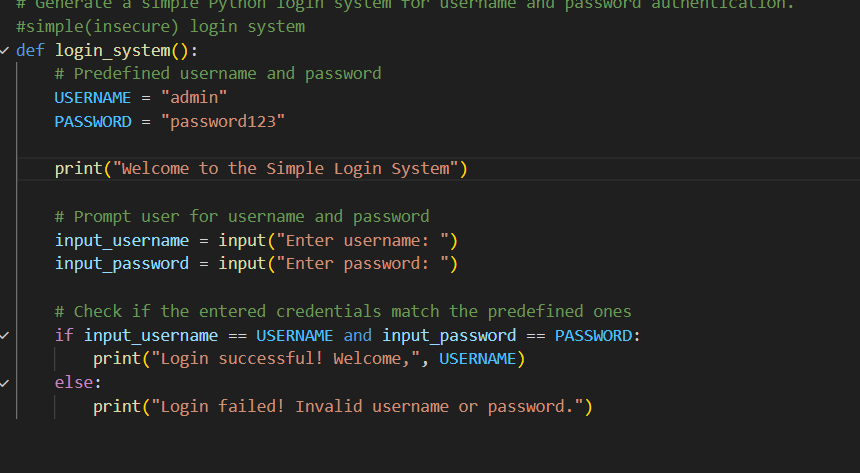 # Generate a simple Python login system for username and password authentication.
#simple(insecure) login system
def login_system():
    # Predefined username and password
    USERNAME = "admin"
    PASSWORD = "password123"

    print("Welcome to the Simple Login System")

    # Prompt user for username and password
    input_username = input("Enter username: ")
    input_password = input("Enter password: ")

    # Check if the entered credentials match the predefined ones
    if input_username == USERNAME and input_password == PASSWORD:
        print("Login successful! Welcome,", USERNAME)
    else:
        print("Login failed! Invalid username or password.")